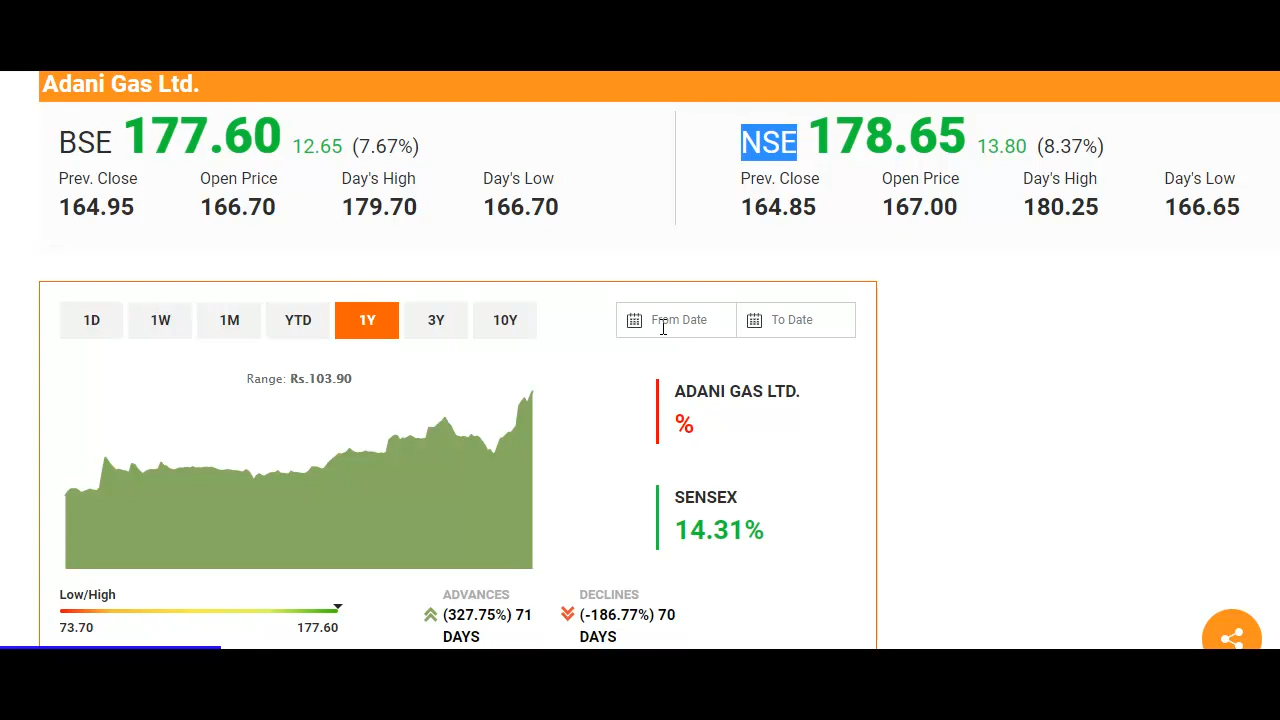 Adani Gas Ltd.
BSE 177.60 12.65 (7.67%)
Prev. Close Open Price Day's High Day's Low
164.95 166.70 179.70 166.70
NSE 178.65 13.80 (8.37%)
Prev. Close Open Price Day's High Day's Low
164.85 167.00 180.25 166.65
1D 1W 1M YTD 1Y 3Y 10Y
From Date To Date
Range: Rs.103.90
ADANI GAS LTD.
%
SENSEX
14.31%
Low/High
73.70 177.60
ADVANCES
(327.75%) 71
DAYS
DECLINES
(-186.77%) 70
DAYS